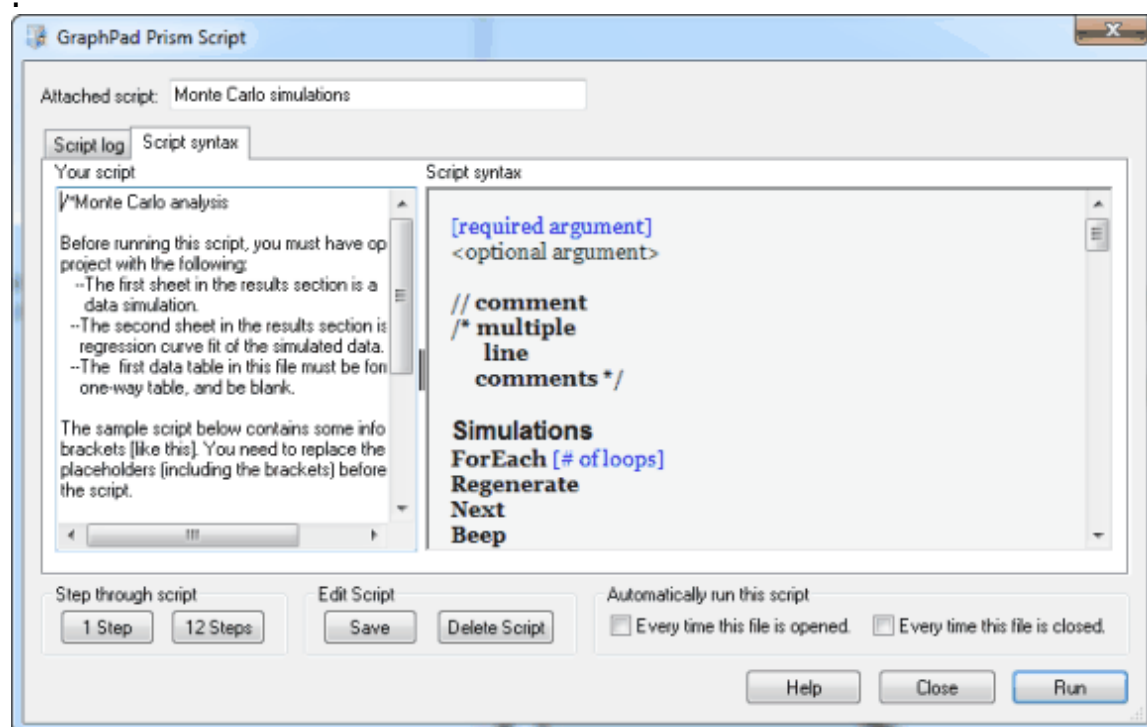 GraphPad Prism Script
Attached script: Monte Carlo simulations
Script log Script syntax
Your script
/*Monte Carlo analysis
Before running this script, you must have op
project with the following:
--The first sheet in the results section is a
data simulation.
--The second sheet in the results section is
regression curve fit of the simulated data.
--The first data table in this file must be for
one-way table, and be blank.
The sample script below contains some info
brackets [like this]. You need to replace the
placeholders (including the brackets) before
the script.
Script syntax
[required argument]
<optional argument>
// comment
/* multiple
line
comments */
Simulations
ForEach [# of loops]
Regenerate
Next
Beep
Step through script
1 Step 12 Steps
Edit Script
Save Delete Script
Automatically run this script
Every time this file is opened. Every time this file is closed.
Help Close Run